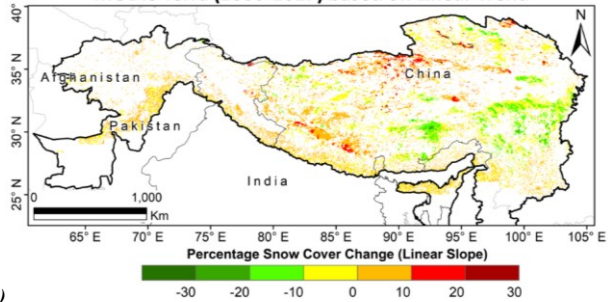 40°
N
35° N
Afghanistan
China
30° N
Pakistan
India
25° N
0 1,000
Km
65° E 70° E 75° E 80° E 85° E 90° E 95° E 100° E 105° E
Percentage Snow Cover Change (Linear Slope)
-30 -20 -10 0 10 20 30
)